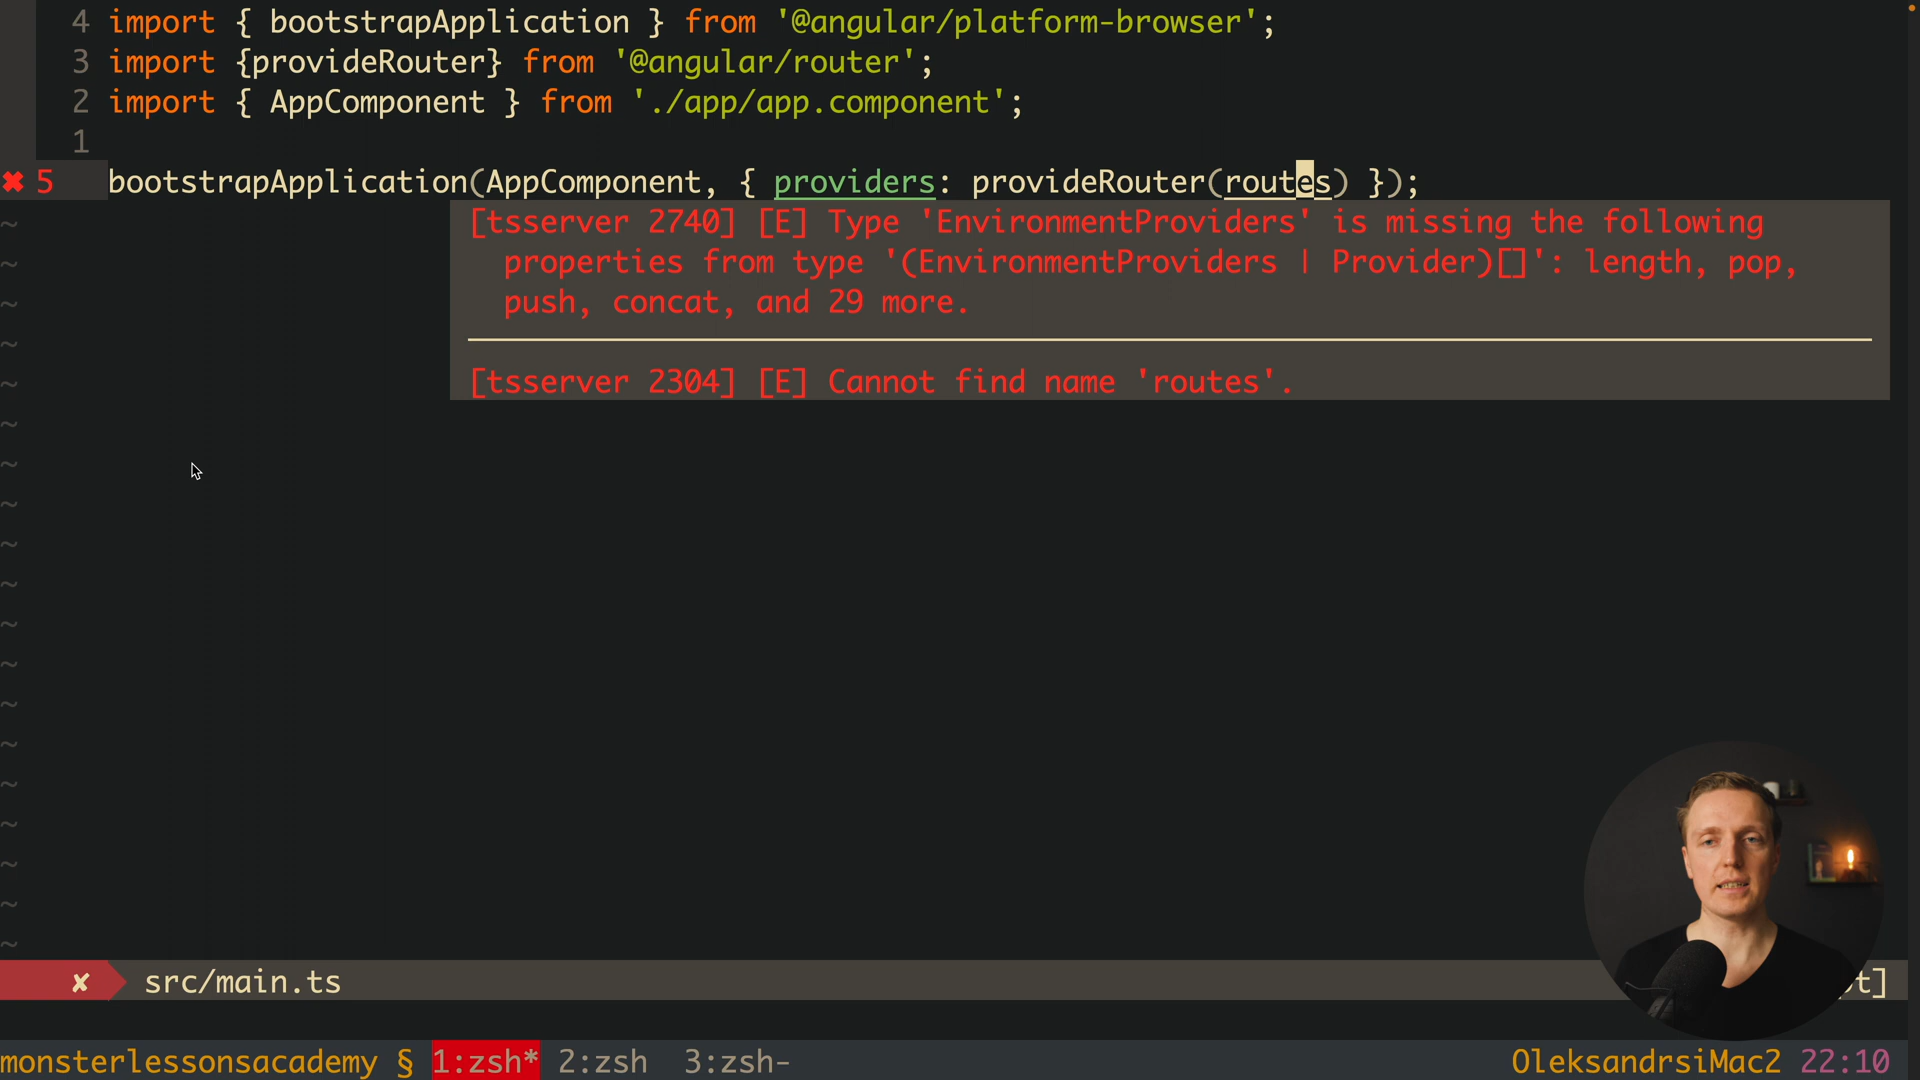 4 import { bootstrapApplication } from '@angular/platform-browser';
3 import {provideRouter} from '@angular/router';
2 import { AppComponent } from './app/app.component';
1
✖ 5 bootstrapApplication(AppComponent, { providers: provideRouter(routes) });
~ [tsserver 2740] [E] Type 'EnvironmentProviders' is missing the following
~ properties from type '(EnvironmentProviders | Provider)[]': length, pop,
~ push, concat, and 29 more.
~
~ [tsserver 2304] [E] Cannot find name 'routes'.
~
~
~
~
~
~
~
~
~
~
~
~
~
~
✘ src/main.ts t]
monsterlessonsacademy § 1:zsh* 2:zsh 3:zsh- OleksandrsiMac2 22:10